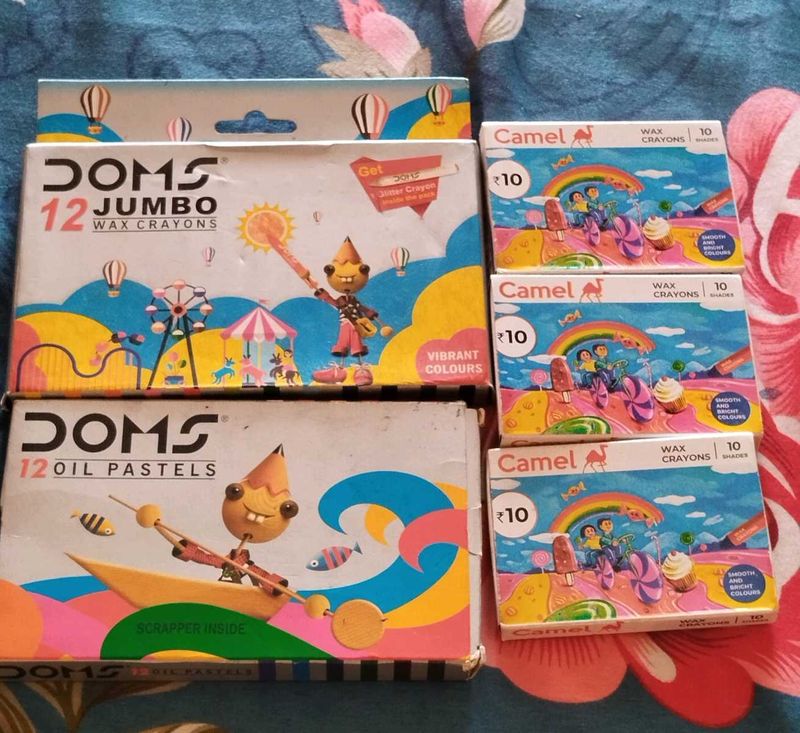 DOMS®
12 JUMBO
WAX CRAYONS
Get
DOMS
Glitter Crayon
inside the pack
VIBRANT
COLOURS
DOMS®
12 OIL PASTELS
SCRAPPER INSIDE
DOMS 12 OIL PASTELS
Camel
WAX
CRAYONS
10
SHADES
₹10
SMOOTH
AND
BRIGHT
COLOURS
Camel
WAX
CRAYONS
10
SHADES
₹10
SMOOTH
AND
BRIGHT
COLOURS
Camel
WAX
CRAYONS
10
SHADES
₹10
SMOOTH
AND
BRIGHT
COLOURS
Camel
WAX
CRAYONS
10